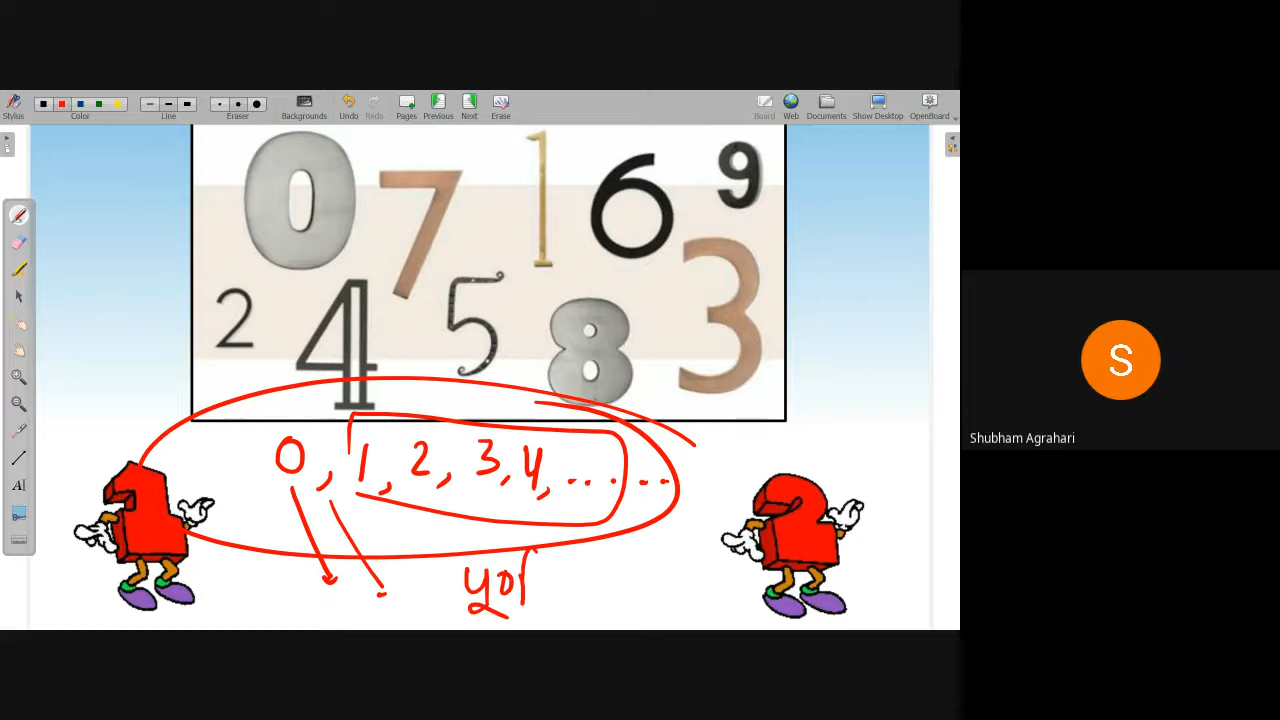 Stylus Color Line Eraser Backgrounds Undo Redo Pages Previous Next Erase Board Web Documents Show Desktop OpenBoard
0 7 1 6 9
2 4 5 8 3
0, 1, 2, 3, 4, ......
S
Shubham Agrahari